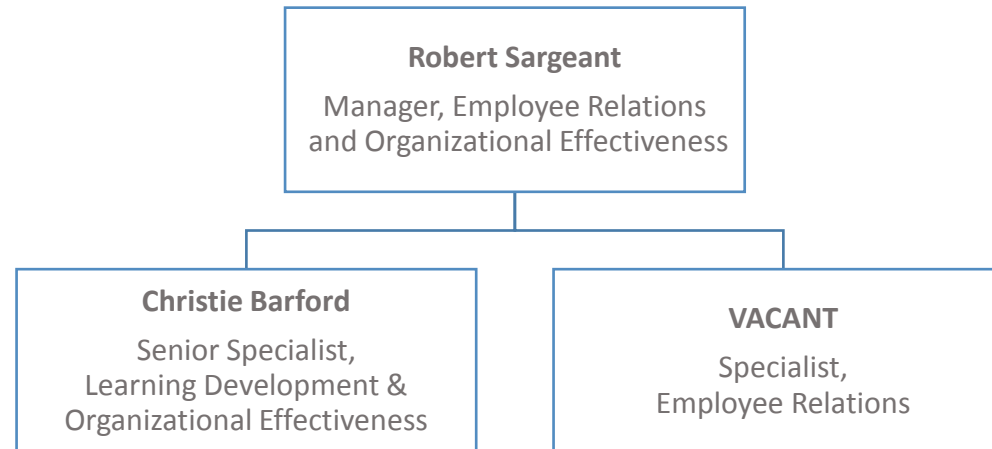 Robert Sargeant
Manager, Employee Relations
and Organizational Effectiveness
Christie Barford
Senior Specialist,
Learning Development &
Organizational Effectiveness
VACANT
Specialist,
Employee Relations